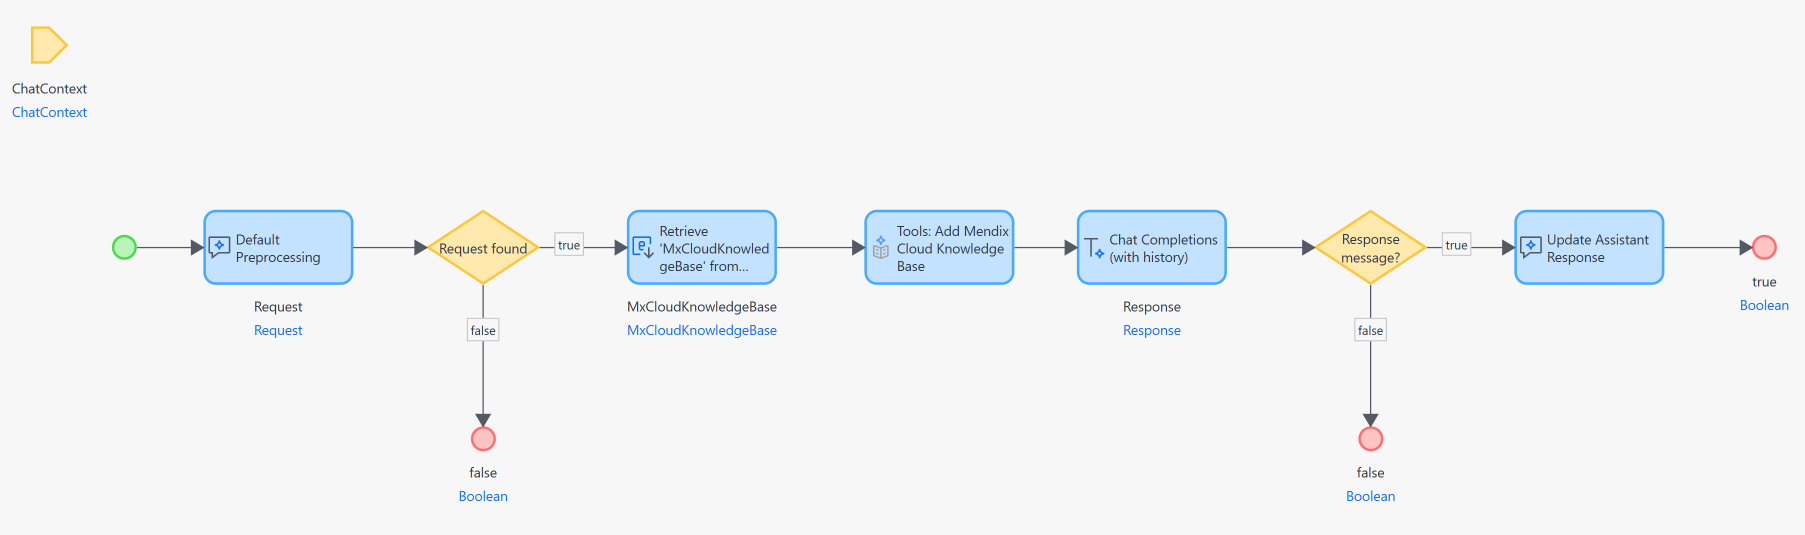 ChatContext
ChatContext
Default
Preprocessing
Request
Request
Request found
true
false
false
Boolean
Retrieve
'MxCloudKnowled
geBase' from...
MxCloudKnowledgeBase
MxCloudKnowledgeBase
Tools: Add Mendix
Cloud Knowledge
Base
Chat Completions
(with history)
Response
Response
Response
message?
true
false
false
Boolean
Update Assistant
Response
true
Boolean